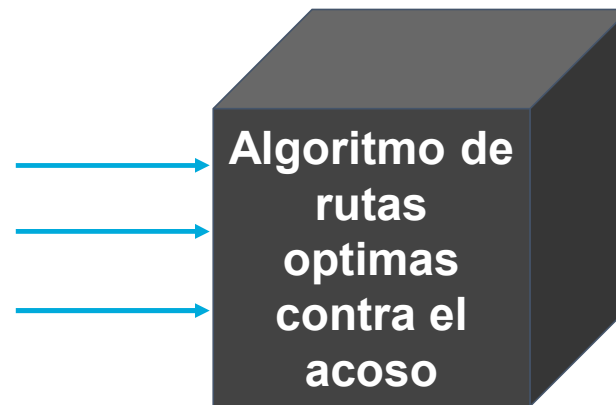 Algoritmo de
rutas
optimas
contra el
acoso